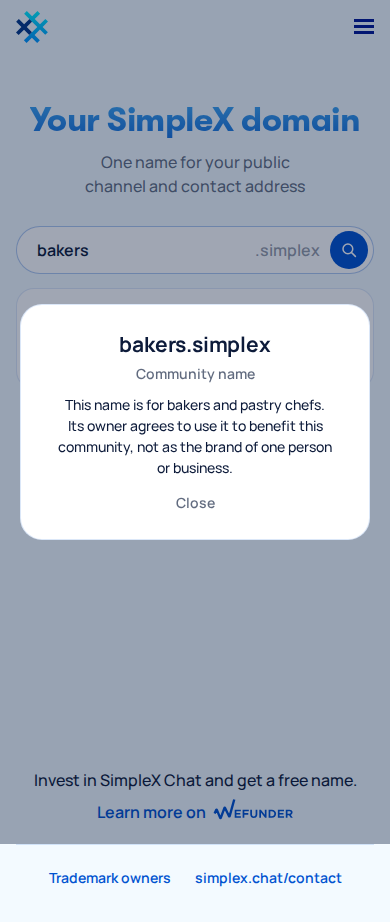 Your SimpleX domain
One name for your public
channel and contact address
bakers .simplex
bakers.simplex
Community name
This name is for bakers and pastry chefs.
Its owner agrees to use it to benefit this
community, not as the brand of one person
or business.
Close
Invest in SimpleX Chat and get a free name.
Learn more on WEFUNDER
Trademark owners simplex.chat/contact